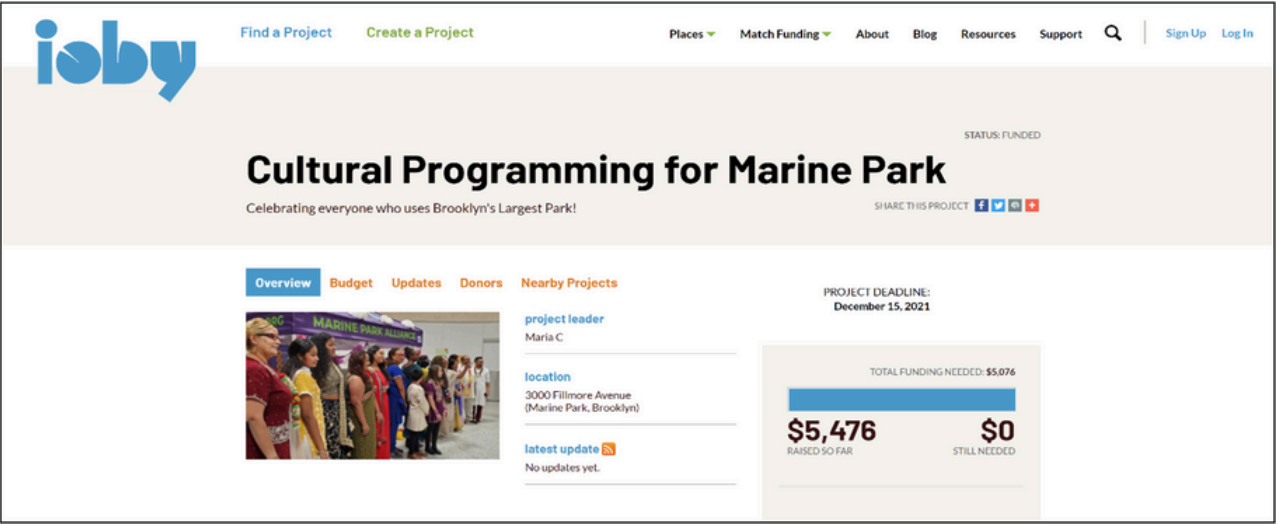 ioby
Find a Project
Create a Project
Places
Match Funding
About
Blog
Resources
Support
Sign Up
Log In
STATUS: FUNDED
Cultural Programming for Marine Park
Celebrating everyone who uses Brooklyn's Largest Park!
SHARE THIS PROJECT
Overview
Budget
Updates
Donors
Nearby Projects
MARINE PARK ALLIANCE
project leader
Maria C
location
3000 Fillmore Avenue
(Marine Park, Brooklyn)
latest update
No updates yet.
PROJECT DEADLINE:
December 15, 2021
TOTAL FUNDING NEEDED: $5,076
$5,476
RAISED SO FAR
$0
STILL NEEDED